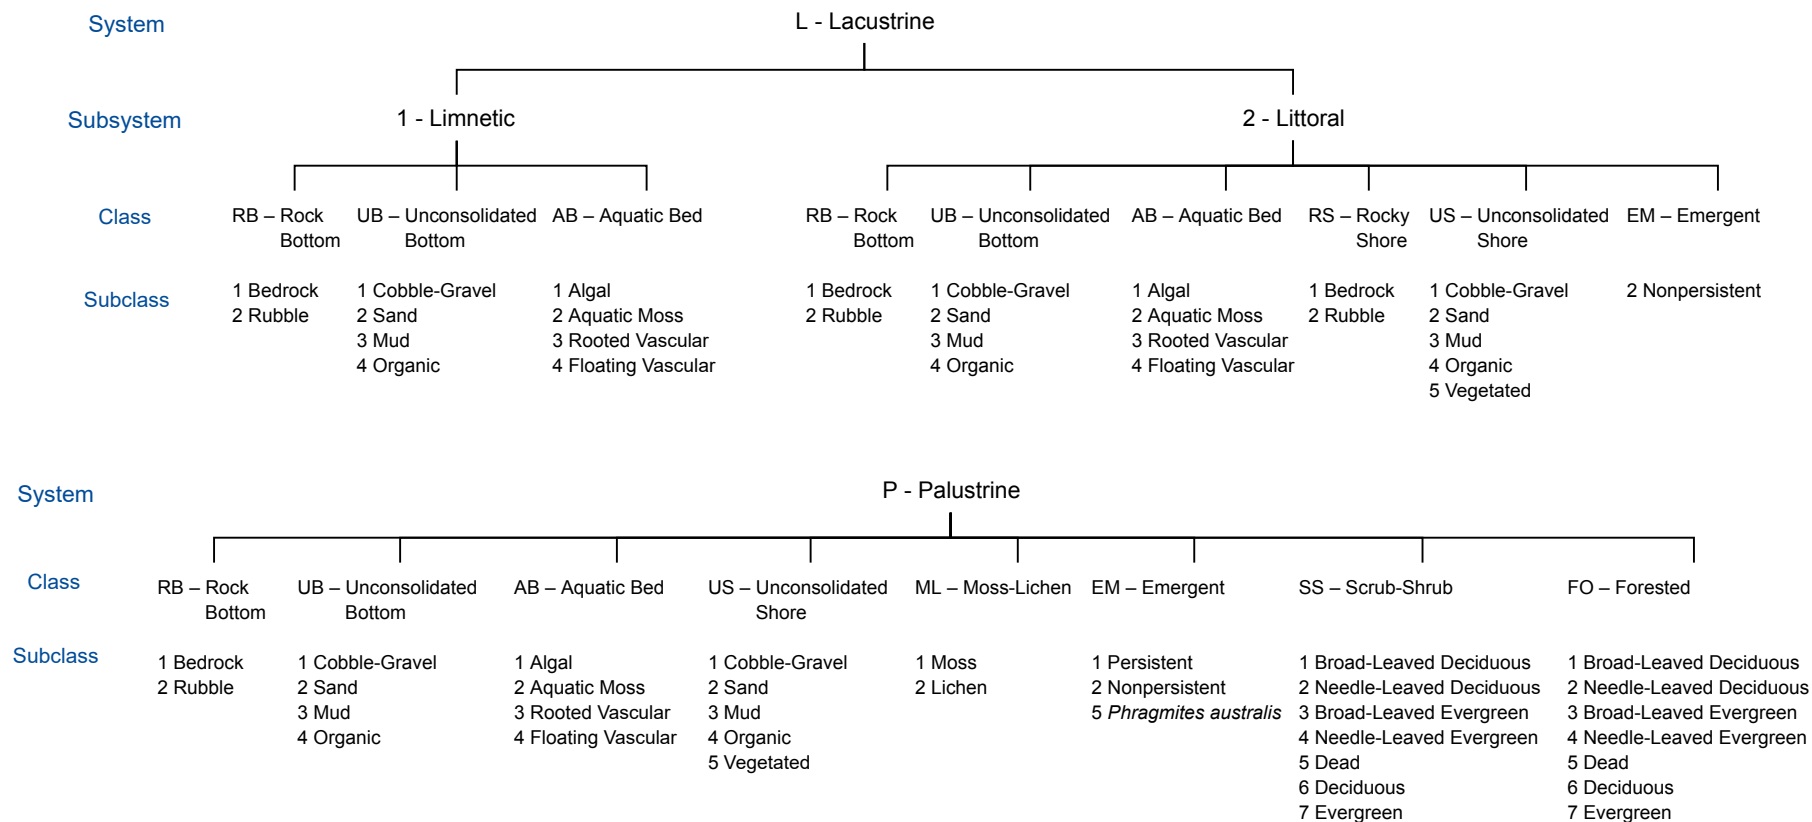 System
L - Lacustrine
Subsystem
1 - Limnetic
2 - Littoral
Class
RB – Rock
Bottom
UB – Unconsolidated
Bottom
AB – Aquatic Bed
RB – Rock
Bottom
UB – Unconsolidated
Bottom
AB – Aquatic Bed
RS – Rocky
Shore
US – Unconsolidated
Shore
EM – Emergent
Subclass
1 Bedrock
2 Rubble
1 Cobble-Gravel
2 Sand
3 Mud
4 Organic
1 Algal
2 Aquatic Moss
3 Rooted Vascular
4 Floating Vascular
1 Bedrock
2 Rubble
1 Cobble-Gravel
2 Sand
3 Mud
4 Organic
1 Algal
2 Aquatic Moss
3 Rooted Vascular
4 Floating Vascular
1 Bedrock
2 Rubble
1 Cobble-Gravel
2 Sand
3 Mud
4 Organic
5 Vegetated
2 Nonpersistent
System
P - Palustrine
Class
RB – Rock
Bottom
UB – Unconsolidated
Bottom
AB – Aquatic Bed
US – Unconsolidated
Shore
ML – Moss-Lichen
EM – Emergent
SS – Scrub-Shrub
FO – Forested
Subclass
1 Bedrock
2 Rubble
1 Cobble-Gravel
2 Sand
3 Mud
4 Organic
1 Algal
2 Aquatic Moss
3 Rooted Vascular
4 Floating Vascular
1 Cobble-Gravel
2 Sand
3 Mud
4 Organic
5 Vegetated
1 Moss
2 Lichen
1 Persistent
2 Nonpersistent
5 Phragmites australis
1 Broad-Leaved Deciduous
2 Needle-Leaved Deciduous
3 Broad-Leaved Evergreen
4 Needle-Leaved Evergreen
5 Dead
6 Deciduous
7 Evergreen
1 Broad-Leaved Deciduous
2 Needle-Leaved Deciduous
3 Broad-Leaved Evergreen
4 Needle-Leaved Evergreen
5 Dead
6 Deciduous
7 Evergreen